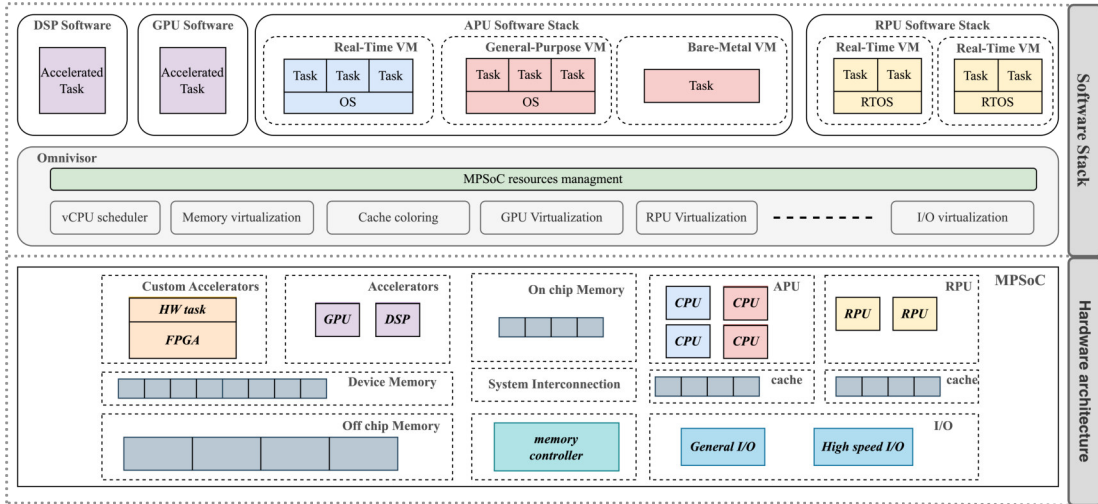 DSP Software
GPU Software
APU Software Stack
RPU Software Stack
Accelerated
Task
Accelerated
Task
Real-Time VM
Task Task Task
OS
General-Purpose VM
Task Task Task
OS
Bare-Metal VM
Task
Real-Time VM
Task Task
RTOS
Real-Time VM
Task Task
RTOS
Software Stack
Omnivisor
MPSoC resources managment
vCPU scheduler
Memory virtualization
Cache coloring
GPU Virtualization
RPU Virtualization
I/O virtualization
MPSoC
Hardware architecture
Custom Accelerators
HW task
FPGA
Accelerators
GPU
DSP
On chip Memory
APU
CPU CPU
CPU CPU
RPU
RPU RPU
Device Memory
System Interconnection
cache
cache
Off chip Memory
memory
controller
I/O
General I/O
High speed I/O